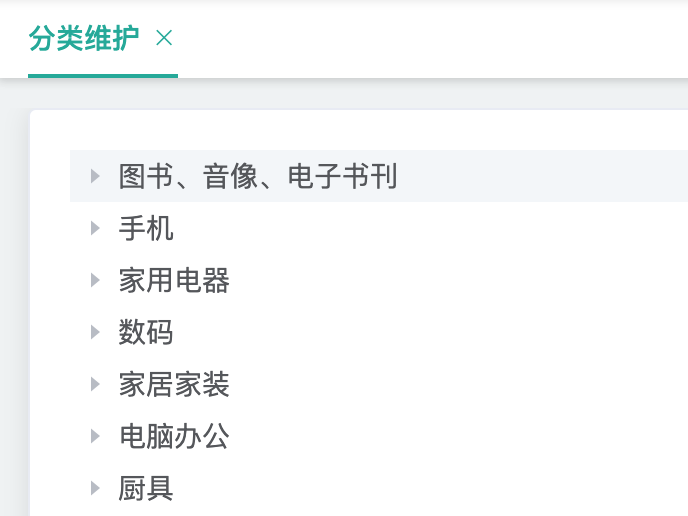 分类维护
图书、音像、电子书刊
手机
家用电器
数码
家居家装
电脑办公
厨具